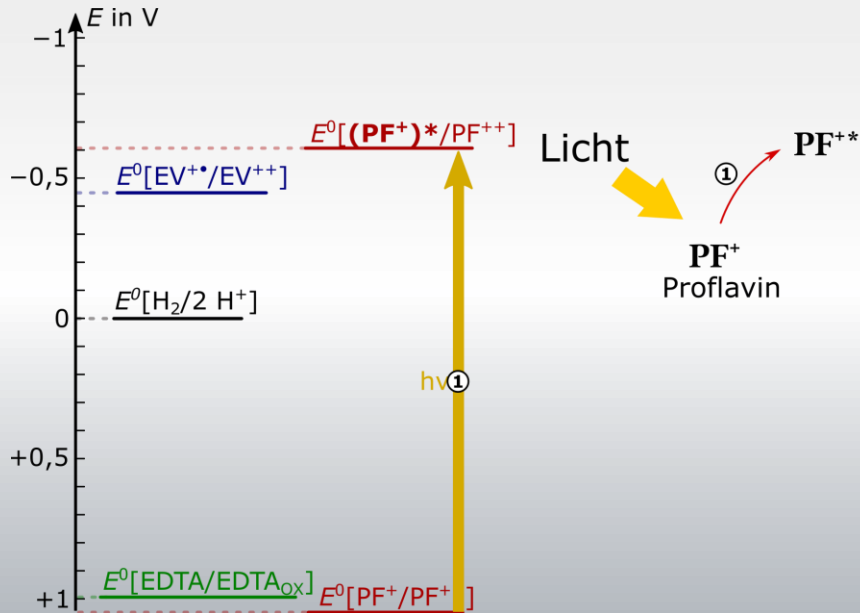 E in V
−1
E⁰[(PF⁺)*/PF⁺⁺]
Licht
①
PF⁺*
−0,5
E⁰[EV⁺•/EV⁺⁺]
PF⁺
Proflavin
E⁰[H₂/2 H⁺]
0
hν①
+0,5
E⁰[EDTA/EDTAOX]
E⁰[PF⁺/PF⁺ ]
+1